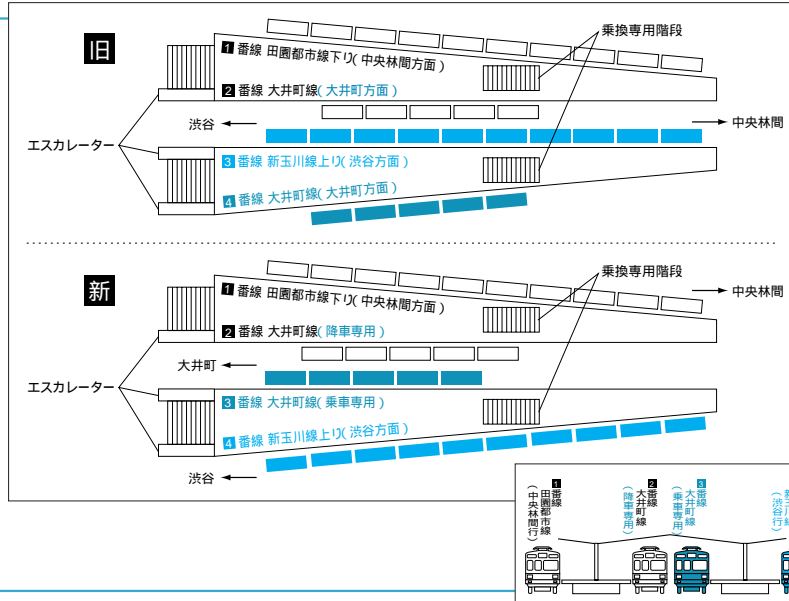 旧
乗換専用階段
1 番線 田園都市線下り(中央林間方面)
2 番線 大井町線(大井町方面)
渋谷
中央林間
エスカレーター
3 番線 新玉川線上り(渋谷方面)
4 番線 大井町線(大井町方面)
新
乗換専用階段
1 番線 田園都市線下り(中央林間方面)
中央林間
2 番線 大井町線(降車専用)
大井町
エスカレーター
3 番線 大井町線(乗車専用)
4 番線 新玉川線上り(渋谷方面)
渋谷
1 番線
田園都市線
(中央林間行)
2 番線
大井町線
(降車専用)
3 番線
大井町線
(乗車専用)
新玉川線
(渋谷行)